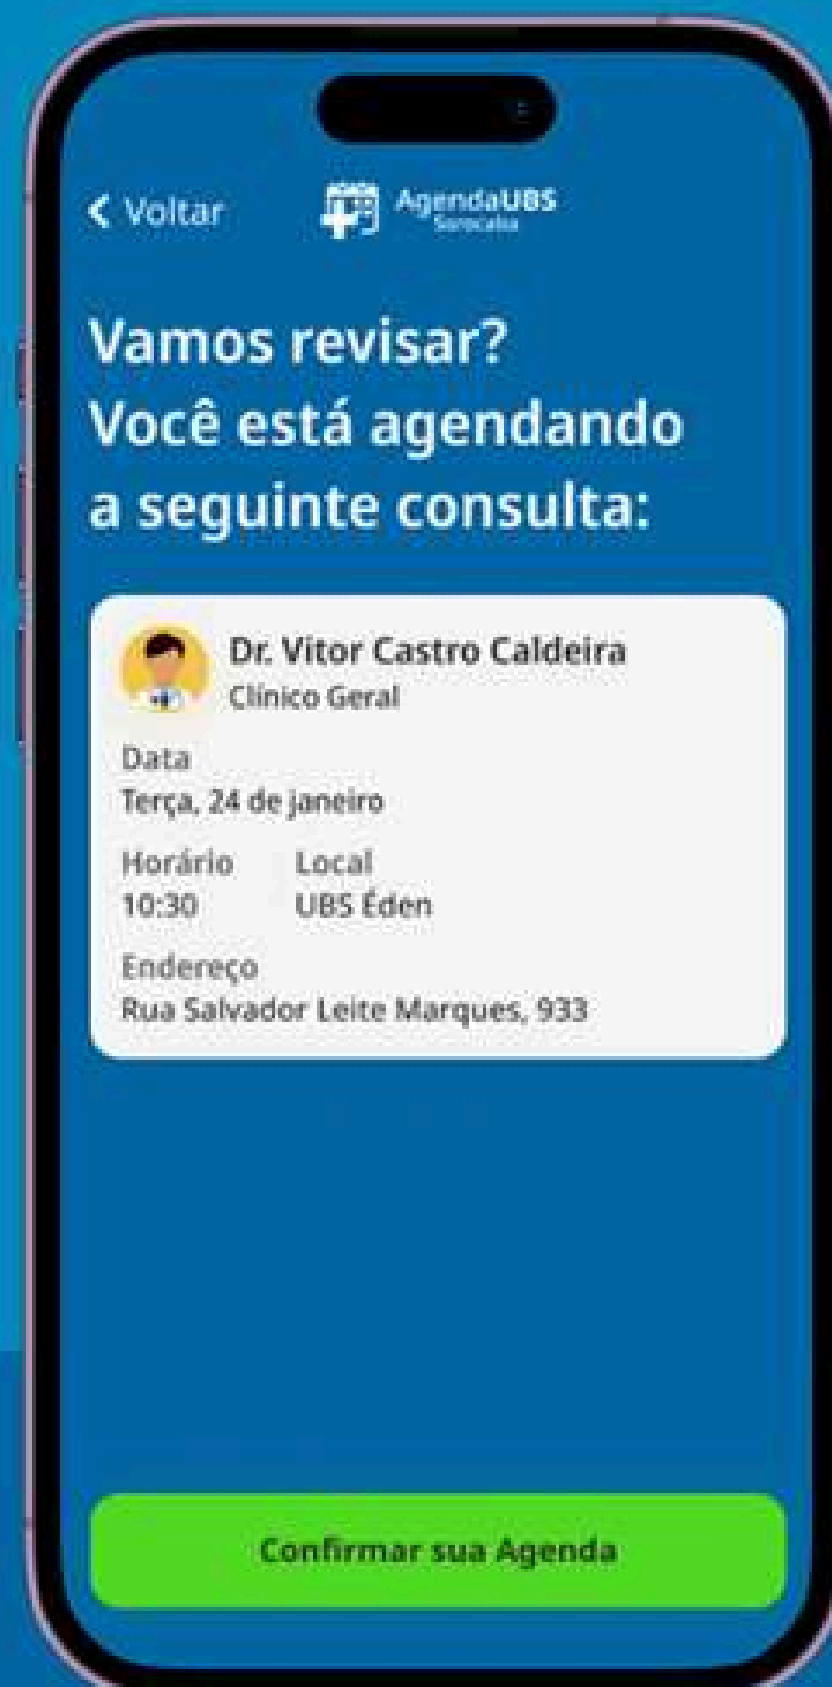 Voltar
AgendaUBS
Sorocaba
Vamos revisar?
Você está agendando
a seguinte consulta:
Dr. Vitor Castro Caldeira
Clínico Geral
Data
Terça, 24 de janeiro
Horário Local
10:30 UBS Éden
Endereço
Rua Salvador Leite Marques, 933
Confirmar sua Agenda